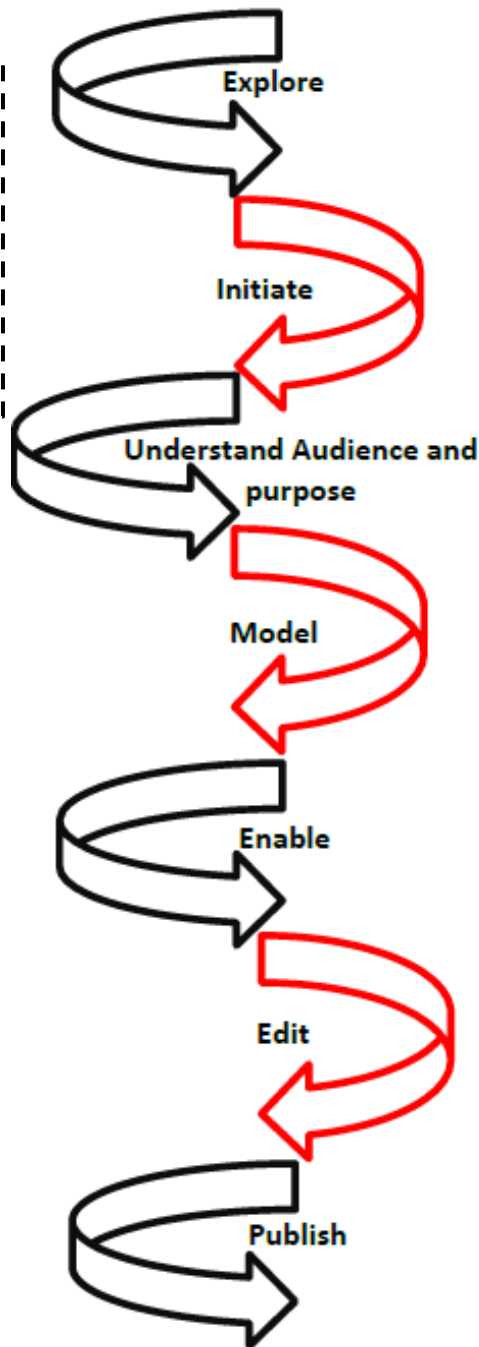 Explore
Initiate
Understand Audience and
purpose
Model
Enable
Edit
Publish